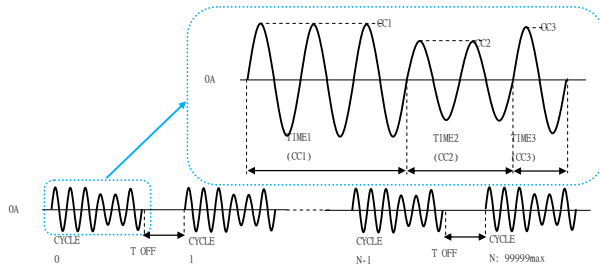 CC1
CC2
CC3
0A
TIME1
(CC1)
TIME2
(CC2)
TIME3
(CC3)
0A
CYCLE
0
T OFF
CYCLE
1
CYCLE
N-1
T OFF
CYCLE
N: 99999max